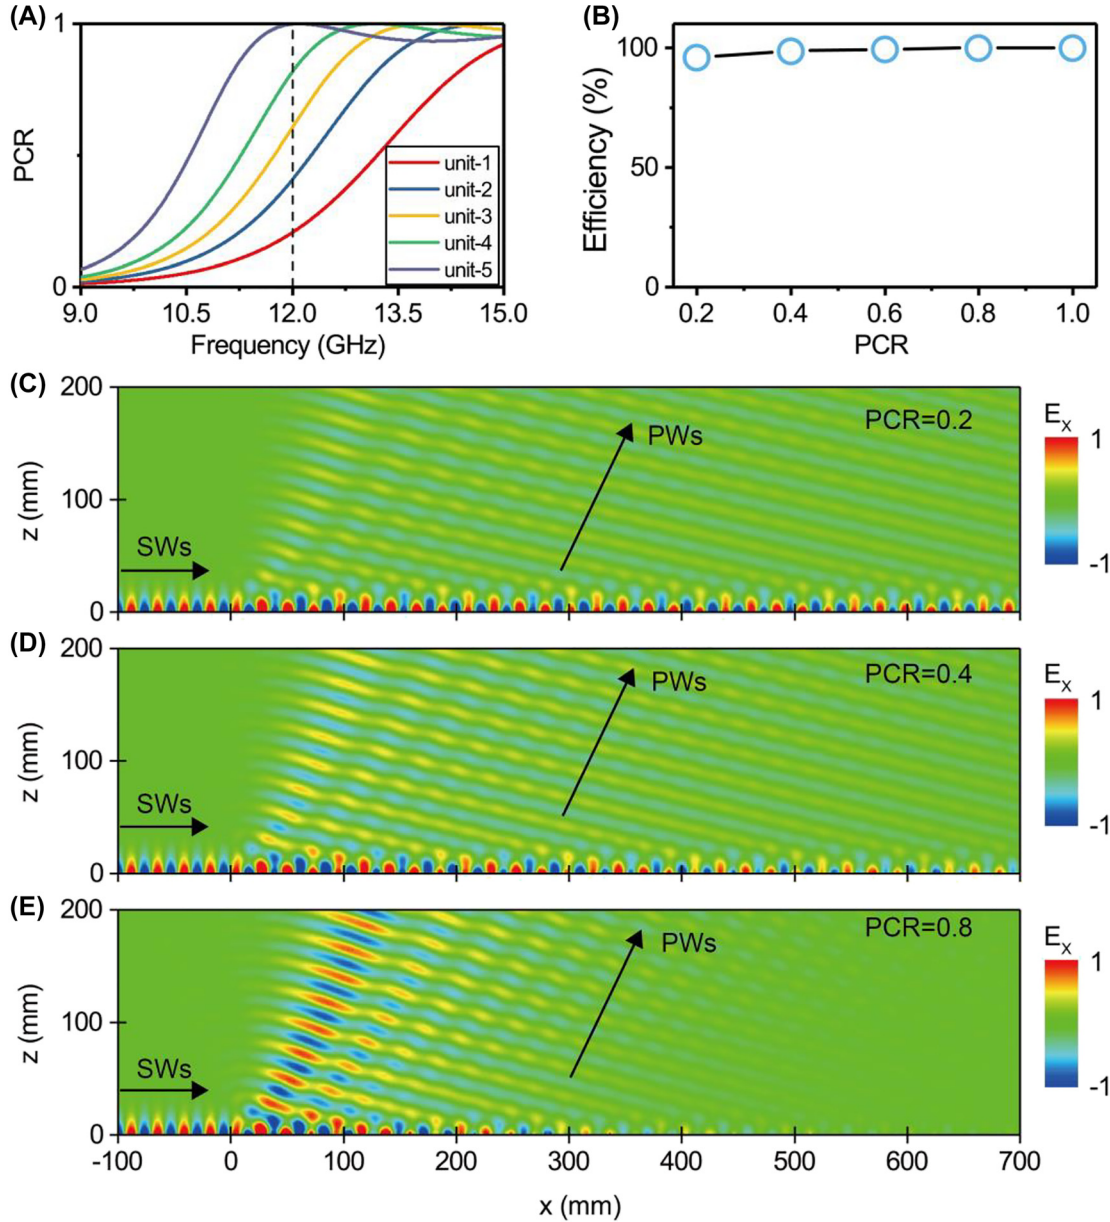 (A)
1
PCR
0
unit-1
unit-2
unit-3
unit-4
unit-5
9.0 10.5 12.0 13.5 15.0
Frequency (GHz)
(B)
100
50
0
Efficiency (%)
0.2 0.4 0.6 0.8 1.0
PCR
(C)
200
100
0
z (mm)
SWs
PWs
PCR=0.2
Ex
1
-1
(D)
200
100
0
z (mm)
SWs
PWs
PCR=0.4
Ex
1
-1
(E)
200
100
0
z (mm)
SWs
PWs
PCR=0.8
Ex
1
-1
-100 0 100 200 300 400 500 600 700
x (mm)